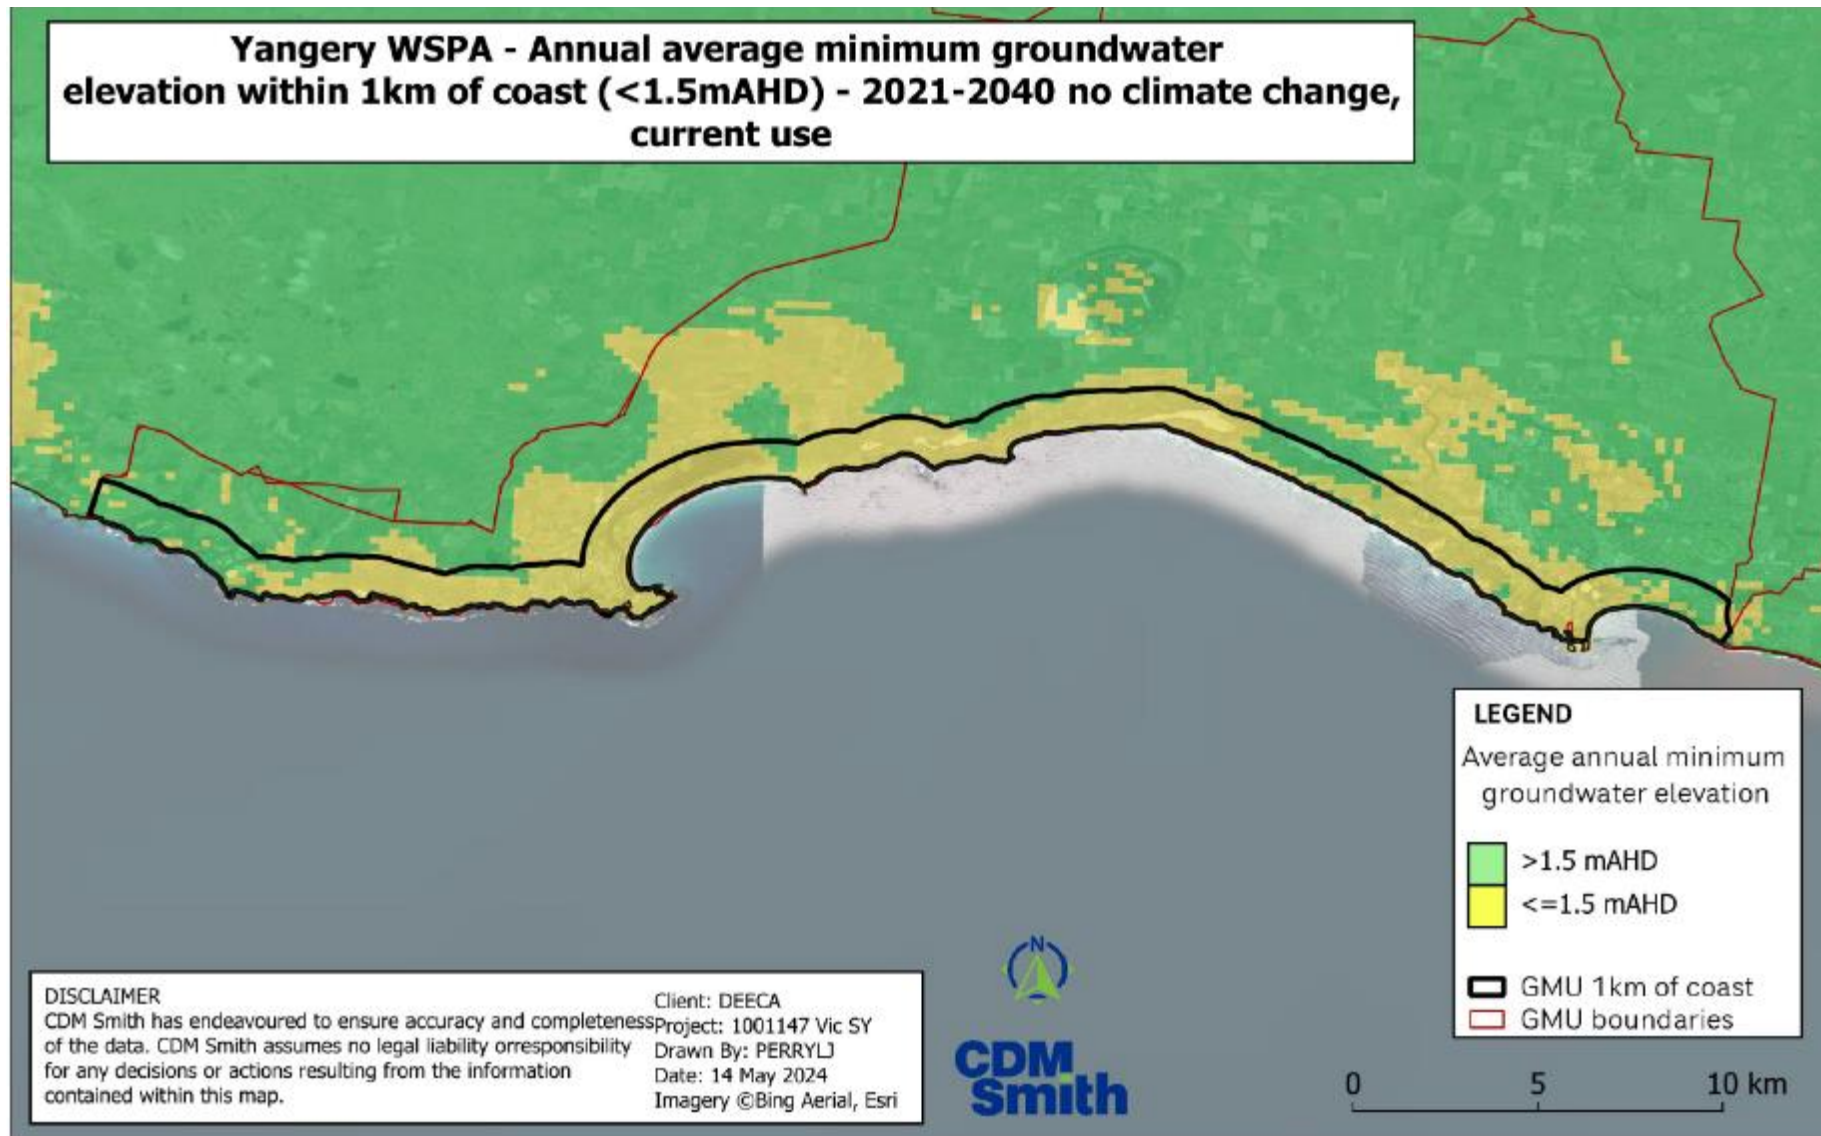 Yangery WSPA - Annual average minimum groundwater
elevation within 1km of coast (<1.5mAHD) - 2021-2040 no climate change,
current use
LEGEND
Average annual minimum
groundwater elevation
>1.5 mAHD
<=1.5 mAHD
GMU 1km of coast
GMU boundaries
DISCLAIMER
CDM Smith has endeavoured to ensure accuracy and completeness
of the data. CDM Smith assumes no legal liability orresponsibility
for any decisions or actions resulting from the information
contained within this map.
Client: DEECA
Project: 1001147 Vic SY
Drawn By: PERRYLJ
Date: 14 May 2024
Imagery ©Bing Aerial, Esri
N
CDM
Smith
0 5 10 km